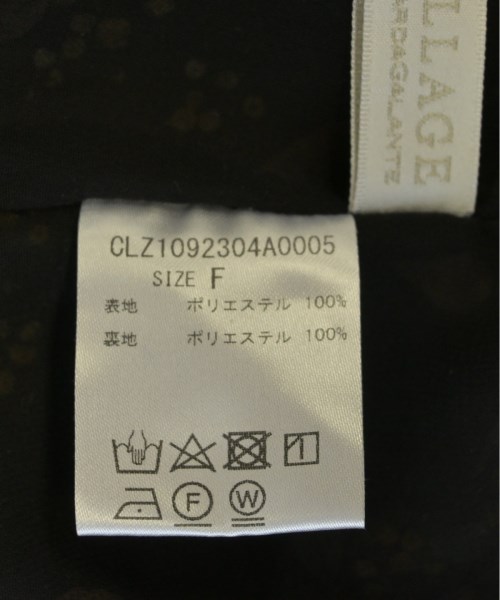 LLAGE
ARDAGALANTE
CLZ1092304A0005
SIZE F
表地 ポリエステル 100%
裏地 ポリエステル 100%
F W